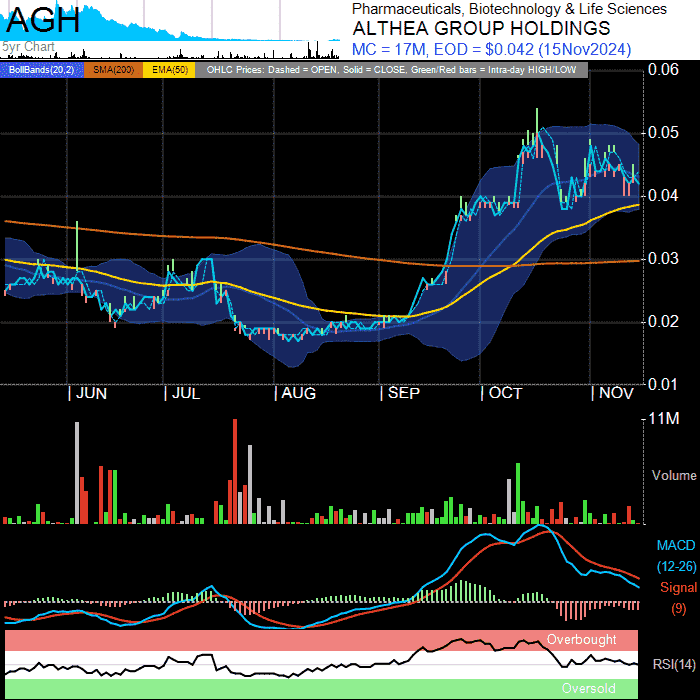 AGH
Pharmaceuticals, Biotechnology & Life Sciences
ALTHEA GROUP HOLDINGS
MC = 17M, EOD = $0.042 (15Nov2024)
5yr Chart
BollBands(20,2) SMA(200) EMA(50) OHLC Prices: Dashed = OPEN, Solid = CLOSE, Green/Red bars = Intra-day HIGH/LOW
0.06
0.05
0.04
0.03
0.02
0.01
JUN JUL AUG SEP OCT NOV
11M
Volume
MACD
(12-26)
Signal
(9)
Overbought
RSI(14)
Oversold